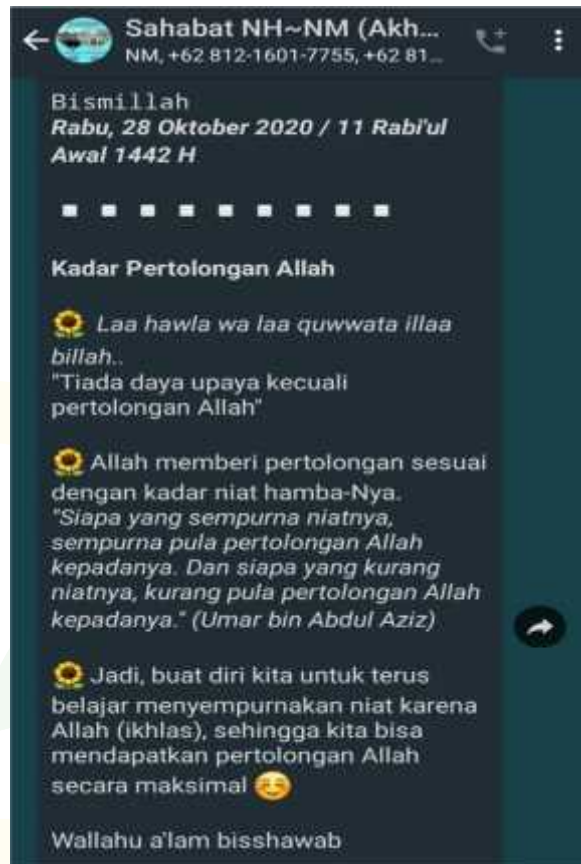 Sahabat NH~NM (Akh...
NM, +62 812-1601-7755, +62 81...
Bismillah
Rabu, 28 Oktober 2020 / 11 Rabi'ul
Awal 1442 H
Kadar Pertolongan Allah
🌻 Laa hawla wa laa quwwata illaa
billah..
"Tiada daya upaya kecuali
pertolongan Allah"
🌻 Allah memberi pertolongan sesuai
dengan kadar niat hamba-Nya.
"Siapa yang sempurna niatnya,
sempurna pula pertolongan Allah
kepadanya. Dan siapa yang kurang
niatnya, kurang pula pertolongan Allah
kepadanya." (Umar bin Abdul Aziz)
🌻 Jadi, buat diri kita untuk terus
belajar menyempurnakan niat karena
Allah (ikhlas), sehingga kita bisa
mendapatkan pertolongan Allah
secara maksimal ☺️
Wallahu a'lam bisshawab